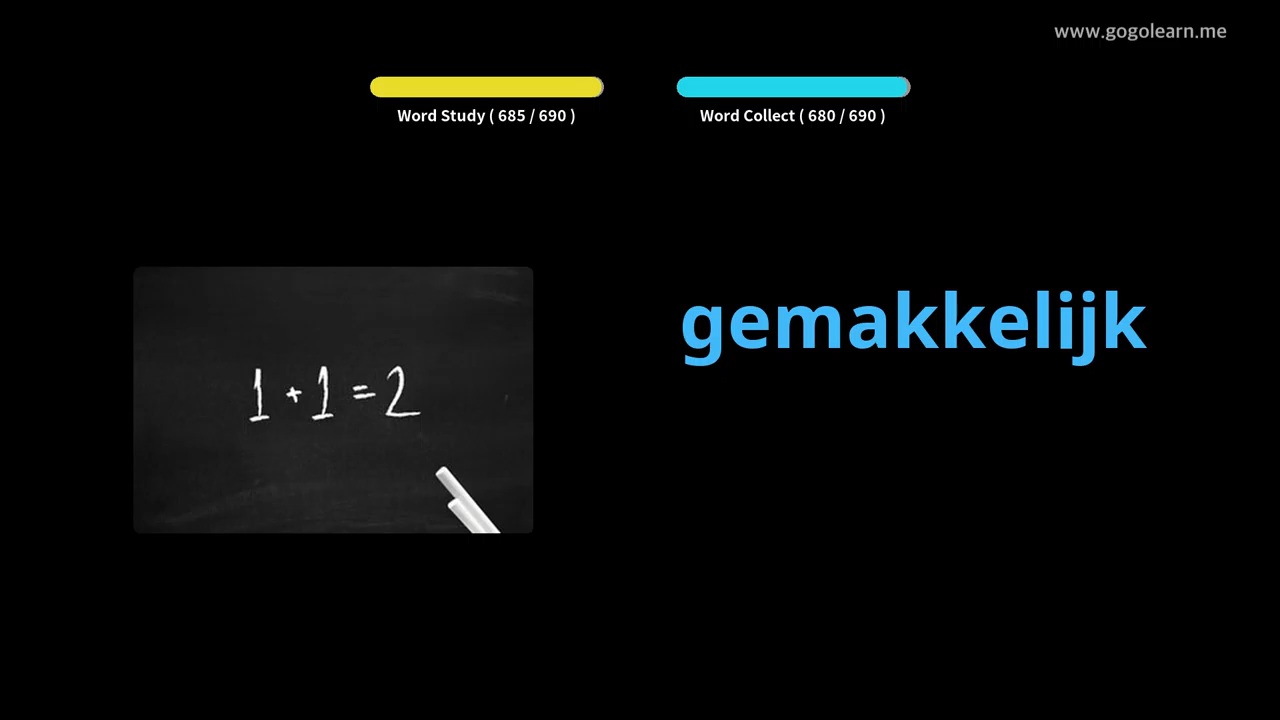 www.gogolearn.me
Word Study ( 685 / 690 )
Word Collect ( 680 / 690 )
gemakkelijk
1 + 1 = 2